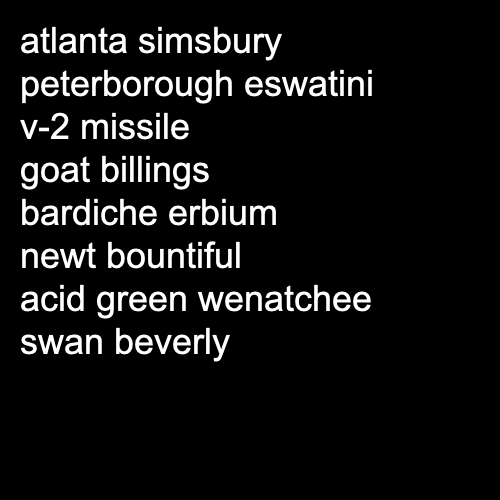 atlanta simsbury
peterborough eswatini
v-2 missile
goat billings
bardiche erbium
newt bountiful
acid green wenatchee
swan beverly